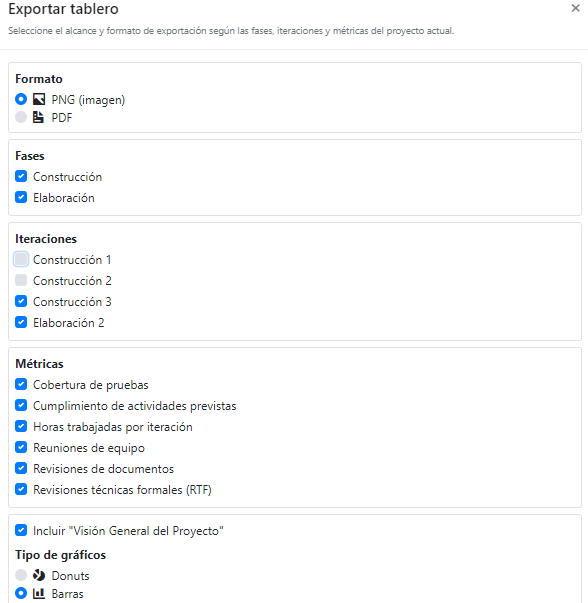 Exportar tablero
Seleccione el alcance y formato de exportación según las fases, iteraciones y métricas del proyecto actual.
Formato
PNG (imagen)
PDF
Fases
Construcción
Elaboración
Iteraciones
Construcción 1
Construcción 2
Construcción 3
Elaboración 2
Métricas
Cobertura de pruebas
Cumplimiento de actividades previstas
Horas trabajadas por iteración
Reuniones de equipo
Revisiones de documentos
Revisiones técnicas formales (RTF)
Incluir "Visión General del Proyecto"
Tipo de gráficos
Donuts
Barras